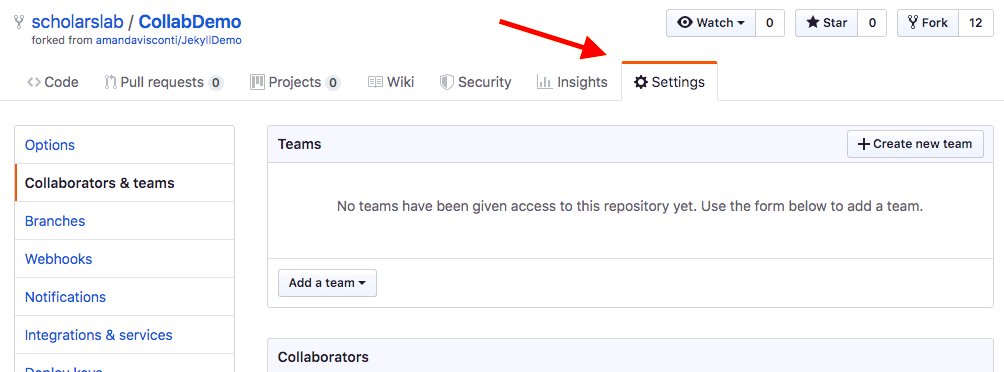 scholarslab / CollabDemo
Watch 0
Star 0
Fork 12
forked from amandavisconti/JekyllDemo
Code
Pull requests 0
Projects 0
Wiki
Security
Insights
Settings
Options
Collaborators & teams
Branches
Webhooks
Notifications
Integrations & services
Deploy keys
Teams
Create new team
No teams have been given access to this repository yet. Use the form below to add a team.
Add a team
Collaborators